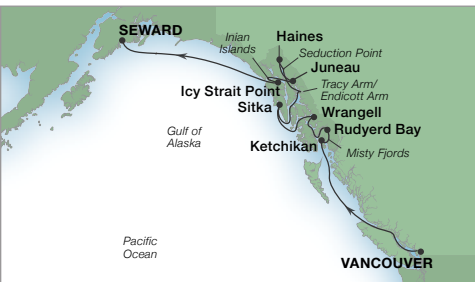 SEWARD
Inian
Islands
Haines
Seduction Point
Juneau
Tracy Arm/
Endicott Arm
Icy Strait Point
Sitka
Wrangell
Rudyerd Bay
Gulf of
Alaska
Ketchikan
Misty Fjords
Pacific
Ocean
VANCOUVER